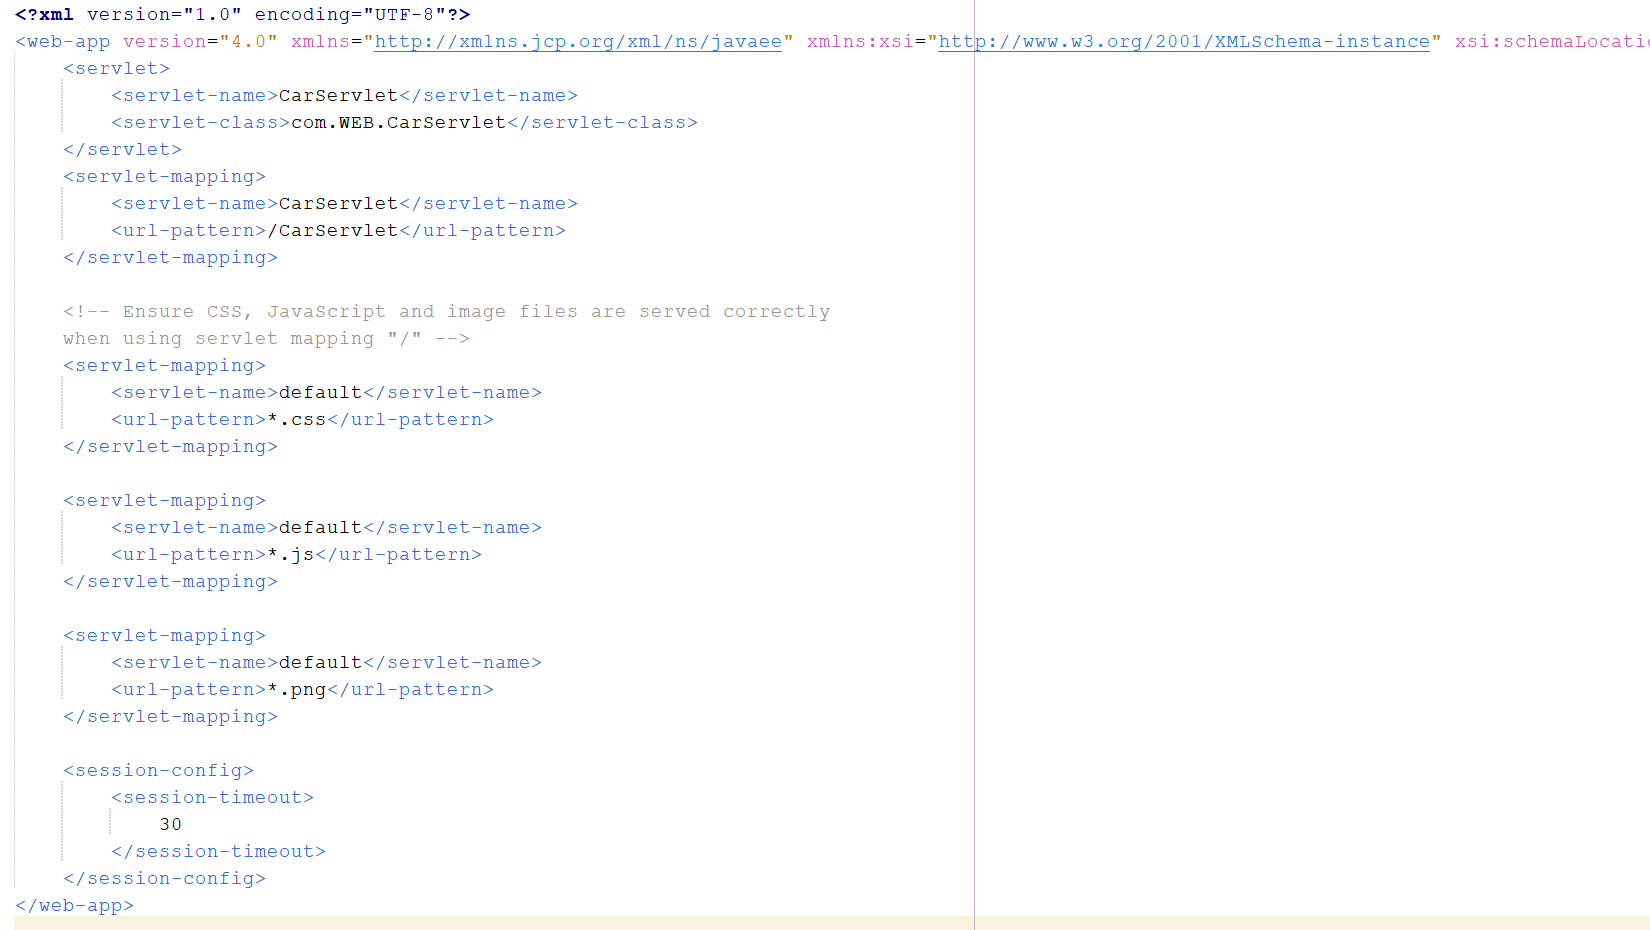 <?xml version="1.0" encoding="UTF-8"?>
<web-app version="4.0" xmlns="http://xmlns.jcp.org/xml/ns/javaee" xmlns:xsi="http://www.w3.org/2001/XMLSchema-instance" xsi:schemaLocatio
    <servlet>
        <servlet-name>CarServlet</servlet-name>
        <servlet-class>com.WEB.CarServlet</servlet-class>
    </servlet>
    <servlet-mapping>
        <servlet-name>CarServlet</servlet-name>
        <url-pattern>/CarServlet</url-pattern>
    </servlet-mapping>

    <!-- Ensure CSS, JavaScript and image files are served correctly
    when using servlet mapping "/" -->
    <servlet-mapping>
        <servlet-name>default</servlet-name>
        <url-pattern>*.css</url-pattern>
    </servlet-mapping>

    <servlet-mapping>
        <servlet-name>default</servlet-name>
        <url-pattern>*.js</url-pattern>
    </servlet-mapping>

    <servlet-mapping>
        <servlet-name>default</servlet-name>
        <url-pattern>*.png</url-pattern>
    </servlet-mapping>

    <session-config>
        <session-timeout>
            30
        </session-timeout>
    </session-config>
</web-app>